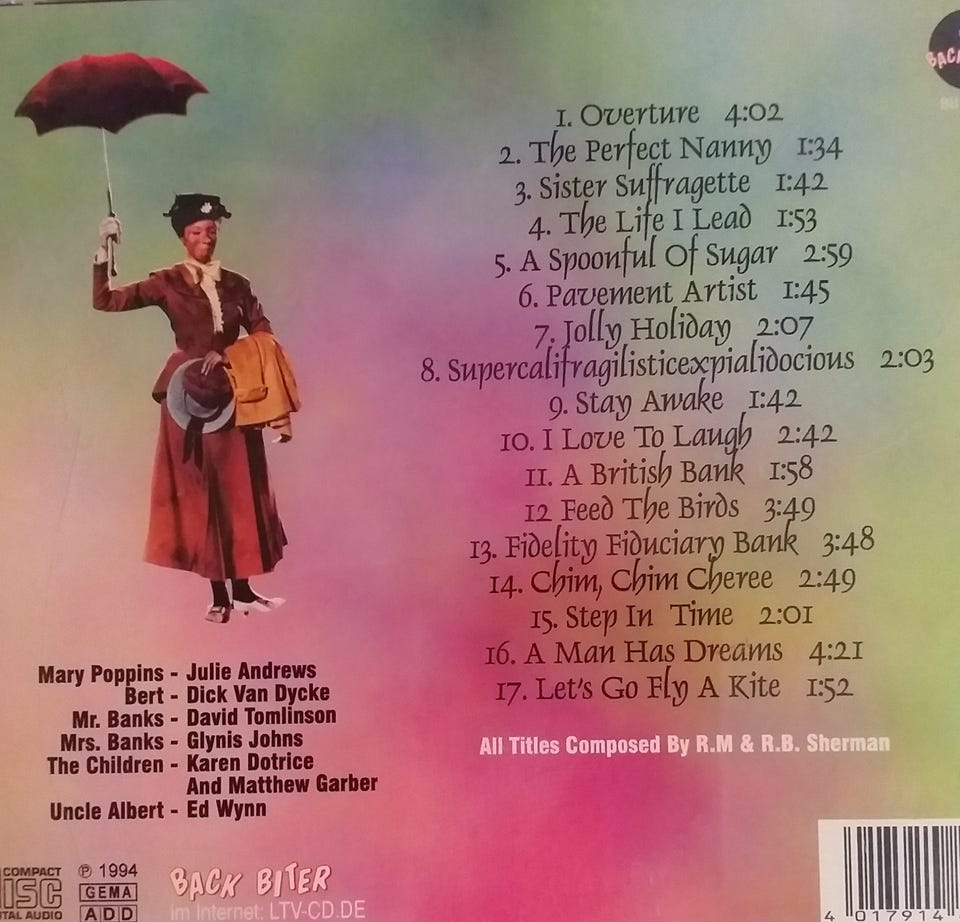 1. Overture 4:02
2. The Perfect Nanny 1:34
3. Sister Suffragette 1:42
4. The Life I Lead 1:53
5. A Spoonful Of Sugar 2:59
6. Pavement Artist 1:45
7. Jolly Holiday 2:07
8. Supercalifragilisticexpialidocious 2:03
9. Stay Awake 1:42
10. I Love To Laugh 2:42
11. A British Bank 1:58
12 Feed The Birds 3:49
13. Fidelity Fiduciary Bank 3:48
14. Chim, Chim Cheree 2:49
15. Step In Time 2:01
16. A Man Has Dreams 4:21
17. Let's Go Fly A Kite 1:52
All Titles Composed By R.M & R.B. Sherman
Mary Poppins - Julie Andrews
Bert - Dick Van Dycke
Mr. Banks - David Tomlinson
Mrs. Banks - Glynis Johns
The Children - Karen Dotrice
And Matthew Garber
Uncle Albert - Ed Wynn
COMPACT
DISC
DIGITAL AUDIO
℗ 1994
GEMA
ADD
BACK BITER
im Internet: LTV-CD.DE
4 017914